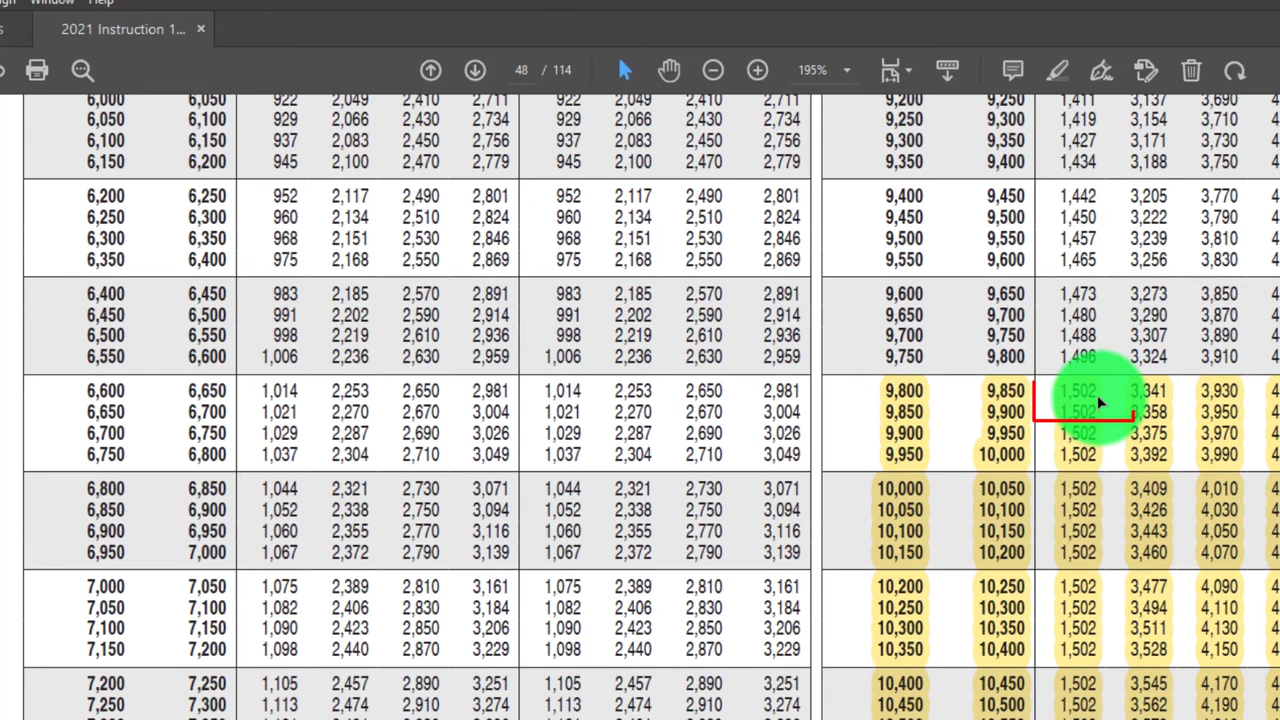 Window Help
2021 Instruction 1... ×
48 / 114 195%
6,000 6,050 922 2,049 2,410 2,711 922 2,049 2,410 2,711 9,200 9,250 1,411 3,137 3,690
6,050 6,100 929 2,066 2,430 2,734 929 2,066 2,430 2,734 9,250 9,300 1,419 3,154 3,710 4
6,100 6,150 937 2,083 2,450 2,756 937 2,083 2,450 2,756 9,300 9,350 1,427 3,171 3,730 4
6,150 6,200 945 2,100 2,470 2,779 945 2,100 2,470 2,779 9,350 9,400 1,434 3,188 3,750 4
6,200 6,250 952 2,117 2,490 2,801 952 2,117 2,490 2,801 9,400 9,450 1,442 3,205 3,770 4
6,250 6,300 960 2,134 2,510 2,824 960 2,134 2,510 2,824 9,450 9,500 1,450 3,222 3,790 4
6,300 6,350 968 2,151 2,530 2,846 968 2,151 2,530 2,846 9,500 9,550 1,457 3,239 3,810 4
6,350 6,400 975 2,168 2,550 2,869 975 2,168 2,550 2,869 9,550 9,600 1,465 3,256 3,830 4
6,400 6,450 983 2,185 2,570 2,891 983 2,185 2,570 2,891 9,600 9,650 1,473 3,273 3,850 4
6,450 6,500 991 2,202 2,590 2,914 991 2,202 2,590 2,914 9,650 9,700 1,480 3,290 3,870 4
6,500 6,550 998 2,219 2,610 2,936 998 2,219 2,610 2,936 9,700 9,750 1,488 3,307 3,890 4
6,550 6,600 1,006 2,236 2,630 2,959 1,006 2,236 2,630 2,959 9,750 9,800 1,496 3,324 3,910 4
6,600 6,650 1,014 2,253 2,650 2,981 1,014 2,253 2,650 2,981 9,800 9,850 1,502 3,341 3,930 4
6,650 6,700 1,021 2,270 2,670 3,004 1,021 2,270 2,670 3,004 9,850 9,900 1,502 3,358 3,950 4
6,700 6,750 1,029 2,287 2,690 3,026 1,029 2,287 2,690 3,026 9,900 9,950 1,502 3,375 3,970 4
6,750 6,800 1,037 2,304 2,710 3,049 1,037 2,304 2,710 3,049 9,950 10,000 1,502 3,392 3,990 4
6,800 6,850 1,044 2,321 2,730 3,071 1,044 2,321 2,730 3,071 10,000 10,050 1,502 3,409 4,010 4
6,850 6,900 1,052 2,338 2,750 3,094 1,052 2,338 2,750 3,094 10,050 10,100 1,502 3,426 4,030 4
6,900 6,950 1,060 2,355 2,770 3,116 1,060 2,355 2,770 3,116 10,100 10,150 1,502 3,443 4,050 4
6,950 7,000 1,067 2,372 2,790 3,139 1,067 2,372 2,790 3,139 10,150 10,200 1,502 3,460 4,070 4
7,000 7,050 1,075 2,389 2,810 3,161 1,075 2,389 2,810 3,161 10,200 10,250 1,502 3,477 4,090 4
7,050 7,100 1,082 2,406 2,830 3,184 1,082 2,406 2,830 3,184 10,250 10,300 1,502 3,494 4,110 4
7,100 7,150 1,090 2,423 2,850 3,206 1,090 2,423 2,850 3,206 10,300 10,350 1,502 3,511 4,130 4
7,150 7,200 1,098 2,440 2,870 3,229 1,098 2,440 2,870 3,229 10,350 10,400 1,502 3,528 4,150 4
7,200 7,250 1,105 2,457 2,890 3,251 1,105 2,457 2,890 3,251 10,400 10,450 1,502 3,545 4,170 4
7,250 7,300 1,113 2,474 2,910 3,274 1,113 2,474 2,910 3,274 10,450 10,500 1,502 3,562 4,190 4